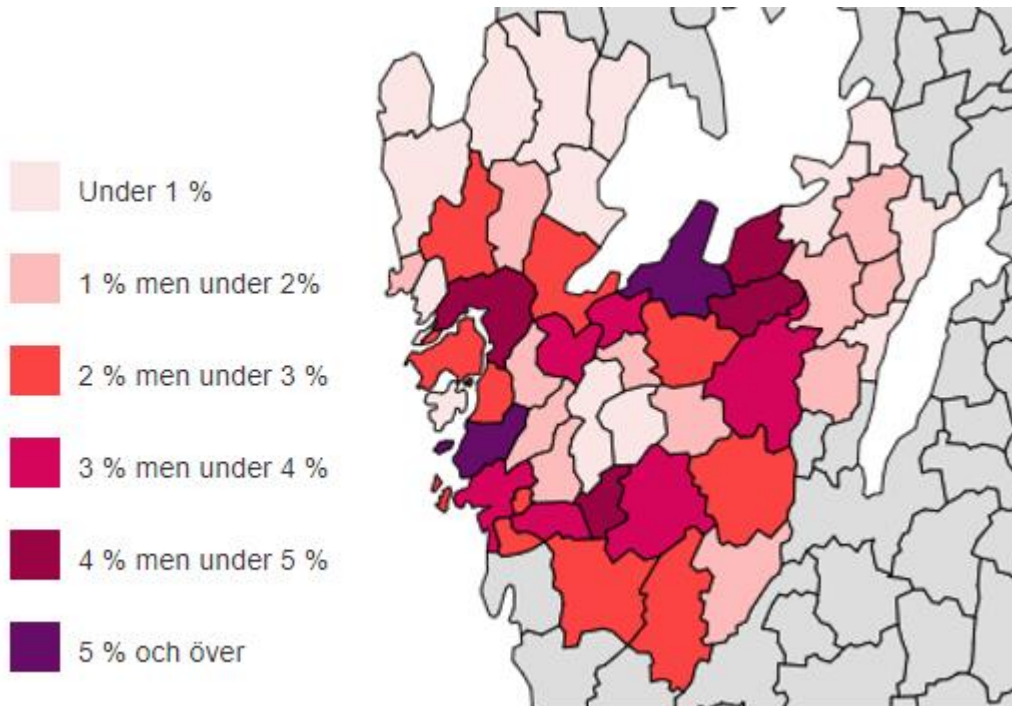 Under 1 %
1 % men under 2%
2 % men under 3 %
3 % men under 4 %
4 % men under 5 %
5 % och över